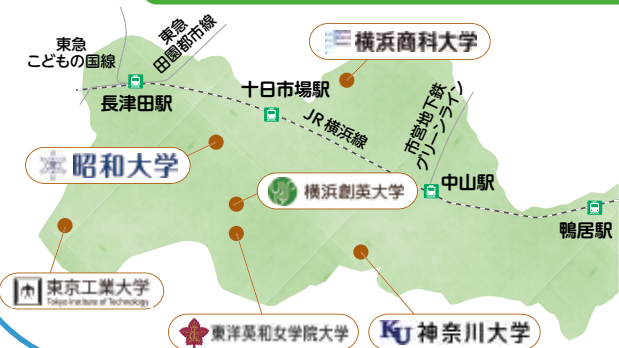 東急
こどもの国線
東急
田園都市線
横浜商科大学
長津田駅
十日市場駅
JR横浜線
市営地下鉄
グリーンライン
昭和大学
横浜創英大学
中山駅
鴨居駅
東京工業大学
Tokyo Institute of Technology
東洋英和女学院大学
KU 神奈川大学